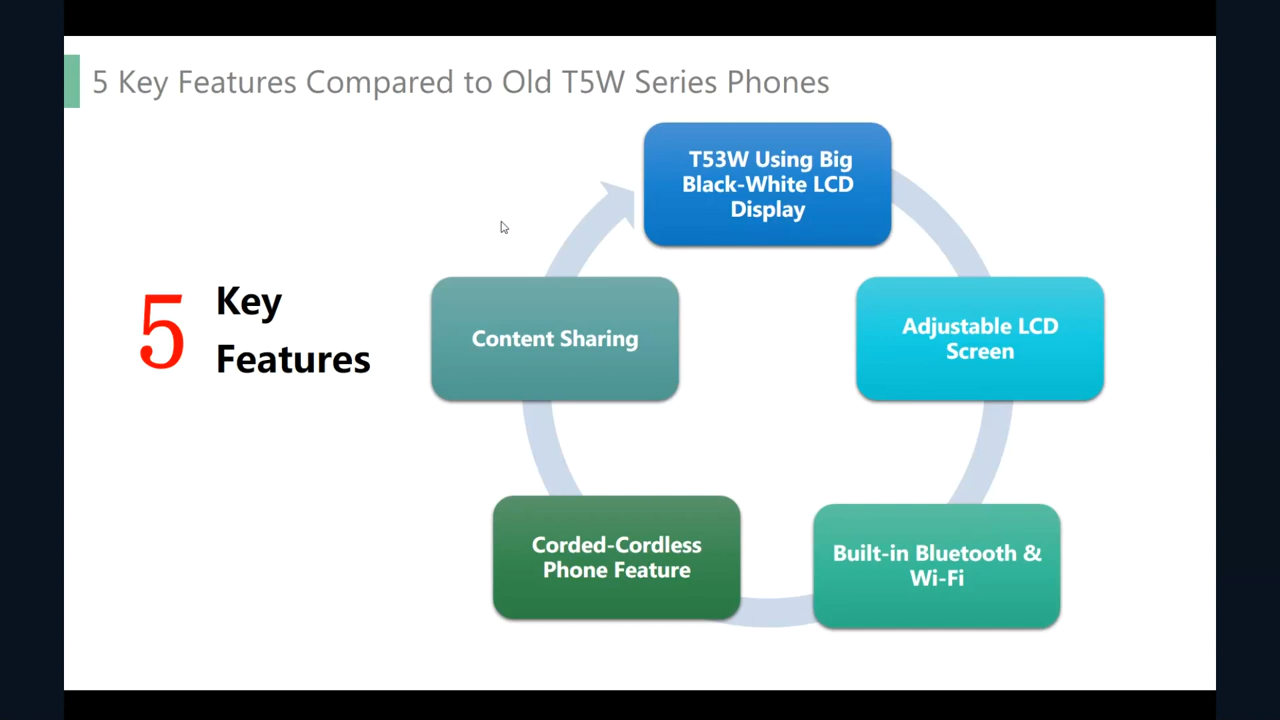 5 Key Features Compared to Old T5W Series Phones
T53W Using Big
Black-White LCD
Display
Adjustable LCD
Screen
Built-in Bluetooth &
Wi-Fi
Corded-Cordless
Phone Feature
Content Sharing
5
Key
Features